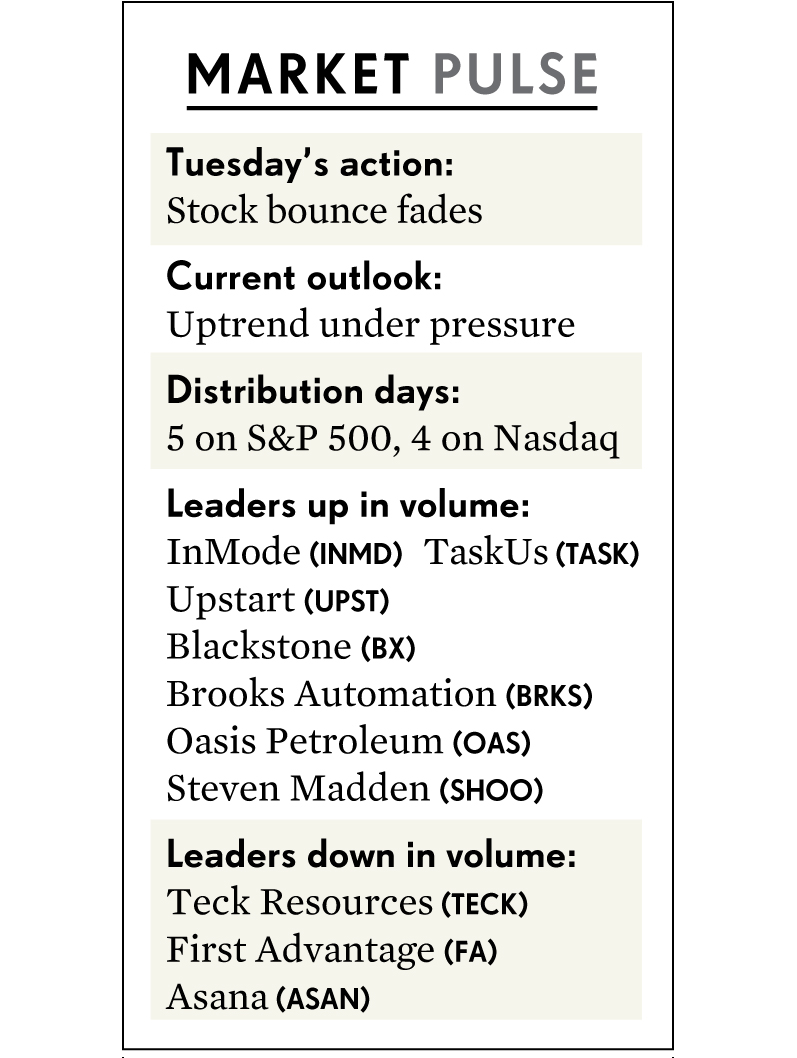 MARKET PULSE
Tuesday’s action:
Stock bounce fades
Current outlook:
Uptrend under pressure
Distribution days:
5 on S&P 500, 4 on Nasdaq
Leaders up in volume:
InMode (INMD) TaskUs (TASK)
Upstart (UPST)
Blackstone (BX)
Brooks Automation (BRKS)
Oasis Petroleum (OAS)
Steven Madden (SHOO)
Leaders down in volume:
Teck Resources (TECK)
First Advantage (FA)
Asana (ASAN)